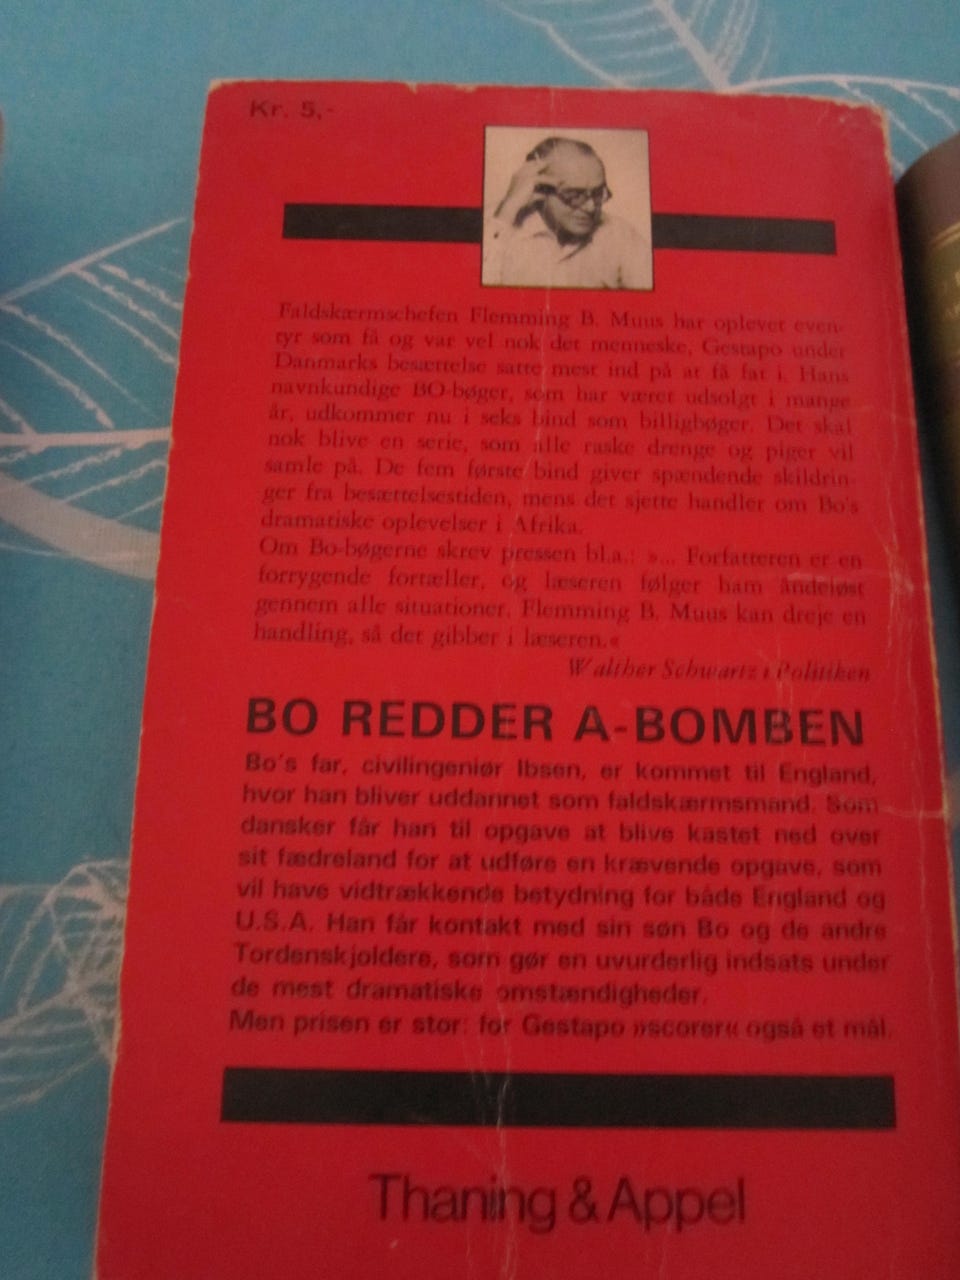 Kr. 5,-
Faldskærmschefen Flemming B. Muus har oplevet even-
tyr som få og var vel nok det menneske, Gestapo under
Danmarks besættelse satte mest ind på at få fat i. Hans
navnkundige BO-bøger, som har været udsolgt i mange
år, udkommer nu i seks bind som billigbøger. Det skal
nok blive en serie, som alle raske drenge og piger vil
samle på. De fem første bind giver spændende skildrin-
ger fra besættelsestiden, mens det sjette handler om Bo's
dramatiske oplevelser i Afrika.
Om Bo-bøgerne skrev pressen bl.a.: »... Forfatteren er en
forrygende fortæller, og læseren følger ham åndeløst
gennem alle situationer. Flemming B. Muus kan dreje en
handling, så det gibber i læseren.«
Walther Schwartz i Politiken
BO REDDER A-BOMBEN
Bo's far, civilingeniør Ibsen, er kommet til England,
hvor han bliver uddannet som faldskærmsmand. Som
dansker får han til opgave at blive kastet ned over
sit fædreland for at udføre en krævende opgave, som
vil have vidtrækkende betydning for både England og
U.S.A. Han får kontakt med sin søn Bo og de andre
Tordenskjoldere, som gør en uvurderlig indsats under
de mest dramatiske omstændigheder.
Men prisen er stor: for Gestapo »scorer« også et mål.
Thaning & Appel